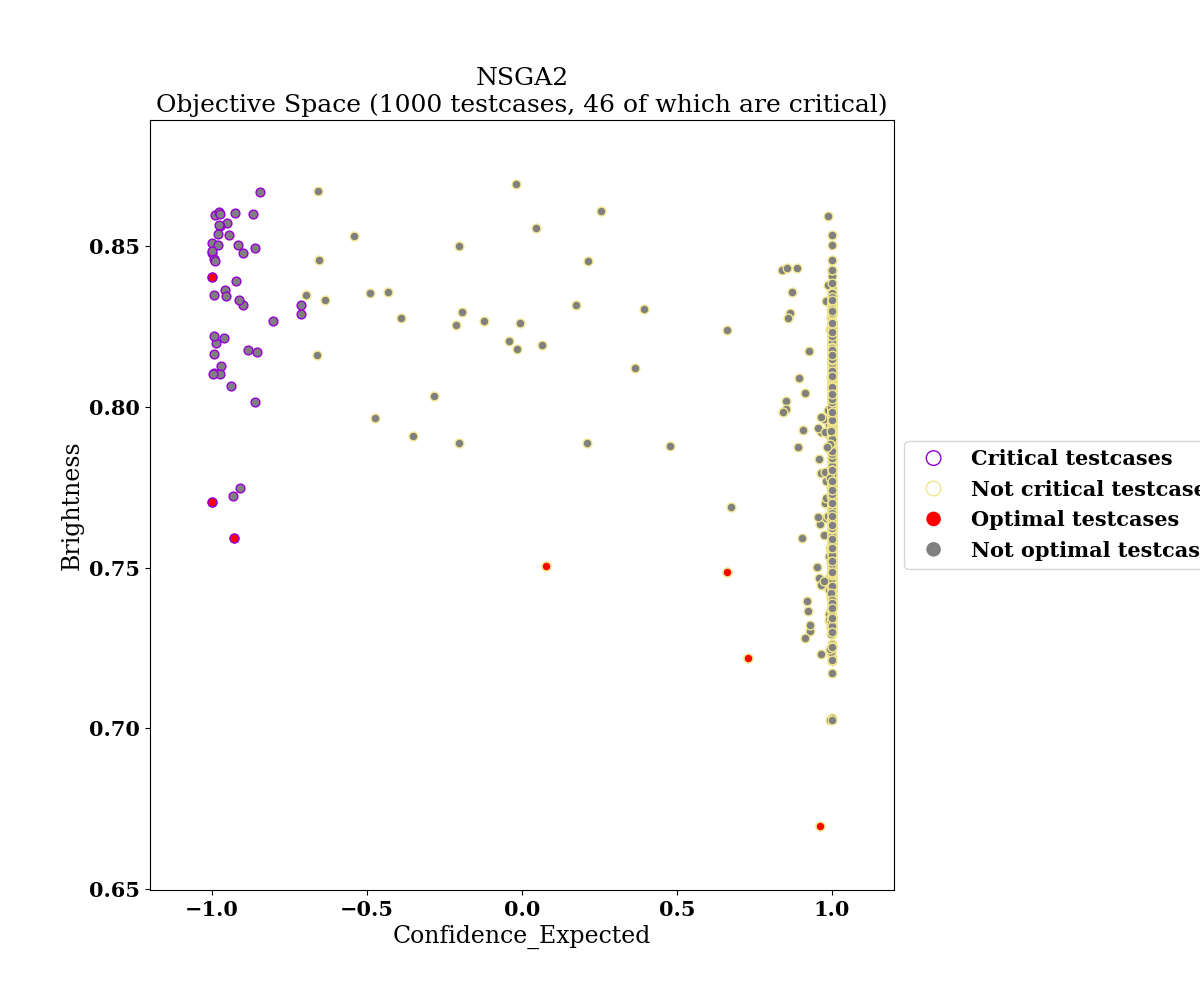 NSGA2
Objective Space (1000 testcases, 46 of which are critical)
0.85
0.80
0.75
0.70
0.65
Brightness
−1.0
−0.5
0.0
0.5
1.0
Confidence_Expected
Critical testcases
Not critical testcase
Optimal testcases
Not optimal testcas